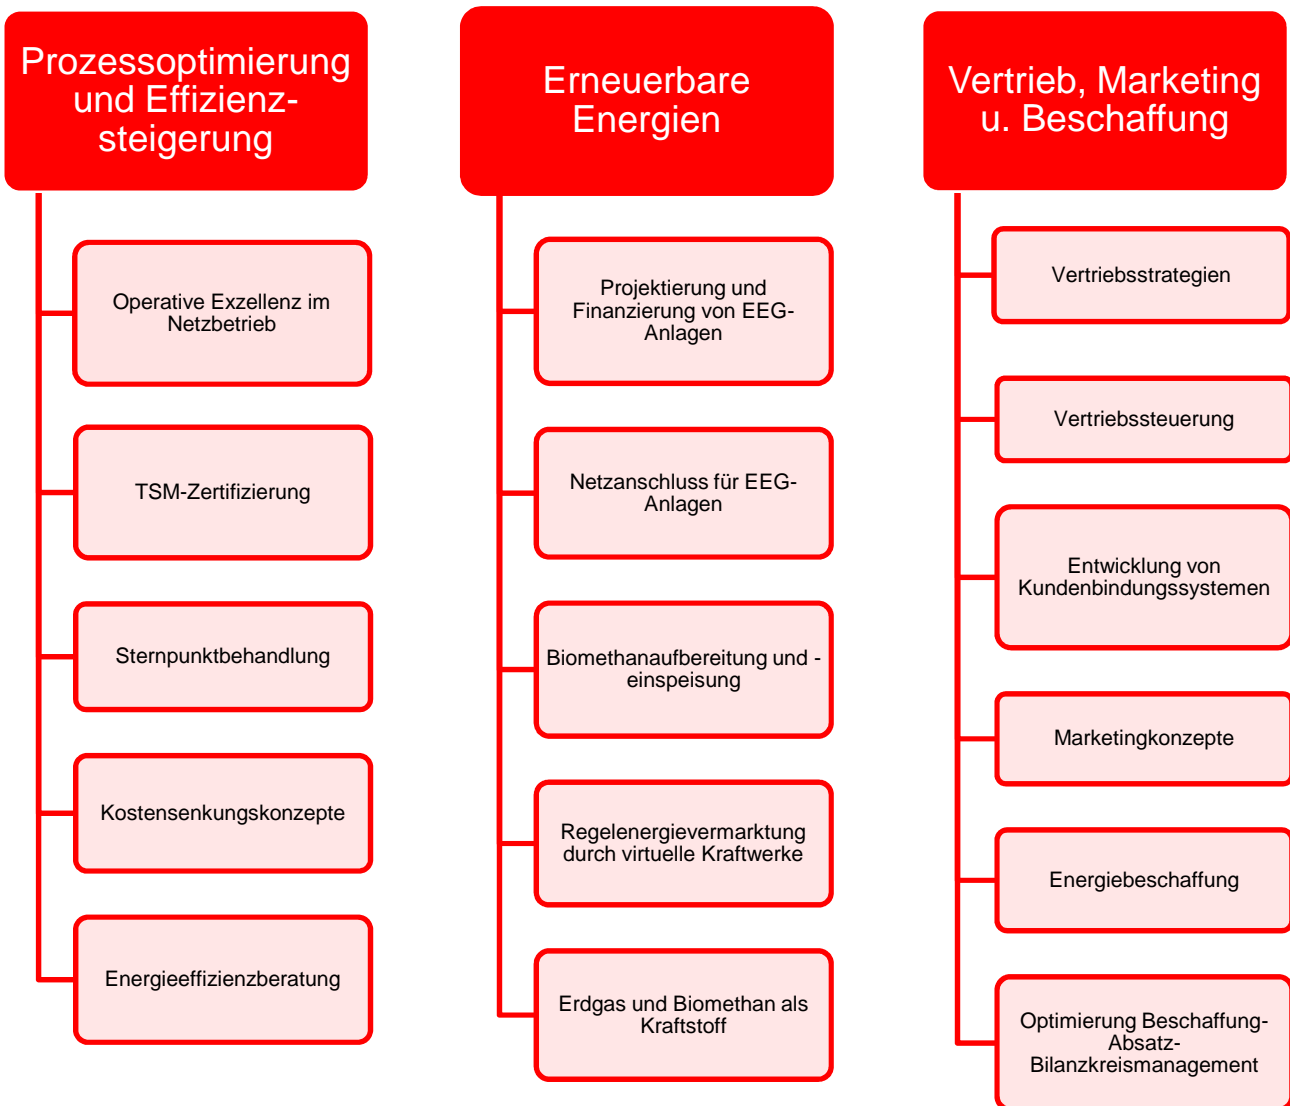 Prozessoptimierung
und Effizienz-
steigerung
Operative Exzellenz im
Netzbetrieb
TSM-Zertifizierung
Sternpunktbehandlung
Kostensenkungskonzepte
Energieeffizienzberatung
Erneuerbare
Energien
Projektierung und
Finanzierung von EEG-
Anlagen
Netzanschluss für EEG-
Anlagen
Biomethanaufbereitung und -
einspeisung
Regelenergievermarktung
durch virtuelle Kraftwerke
Erdgas und Biomethan als
Kraftstoff
Vertrieb, Marketing
u. Beschaffung
Vertriebsstrategien
Vertriebssteuerung
Entwicklung von
Kundenbindungssystemen
Marketingkonzepte
Energiebeschaffung
Optimierung Beschaffung-
Absatz-
Bilanzkreismanagement